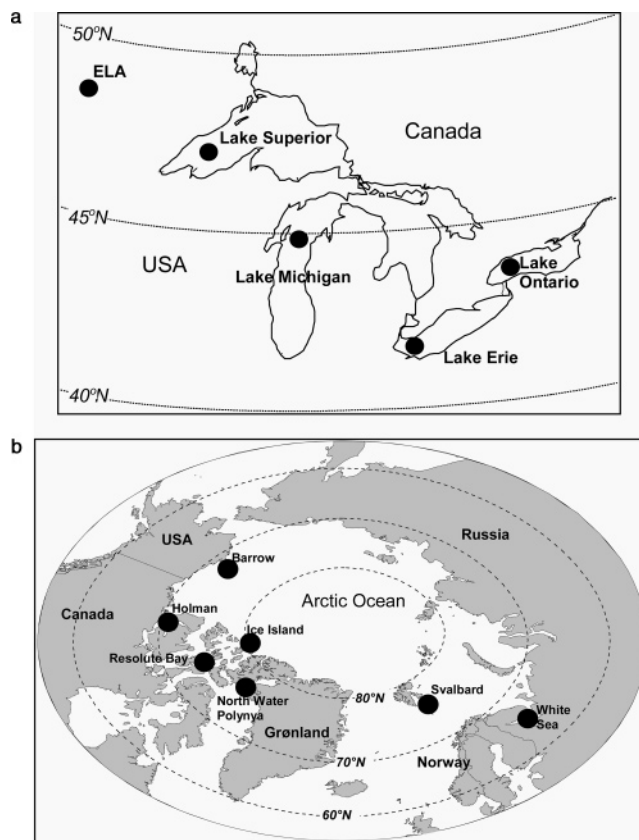 a
50°N
ELA
Lake Superior
Canada
45°N
USA
Lake Michigan
Lake
Ontario
Lake Erie
40°N
b
Russia
USA
Barrow
Canada
Arctic Ocean
Holman
Ice Island
Resolute Bay
80°N
Svalbard
North Water
Polynya
White
Sea
Grønland
70°N
Norway
60°N